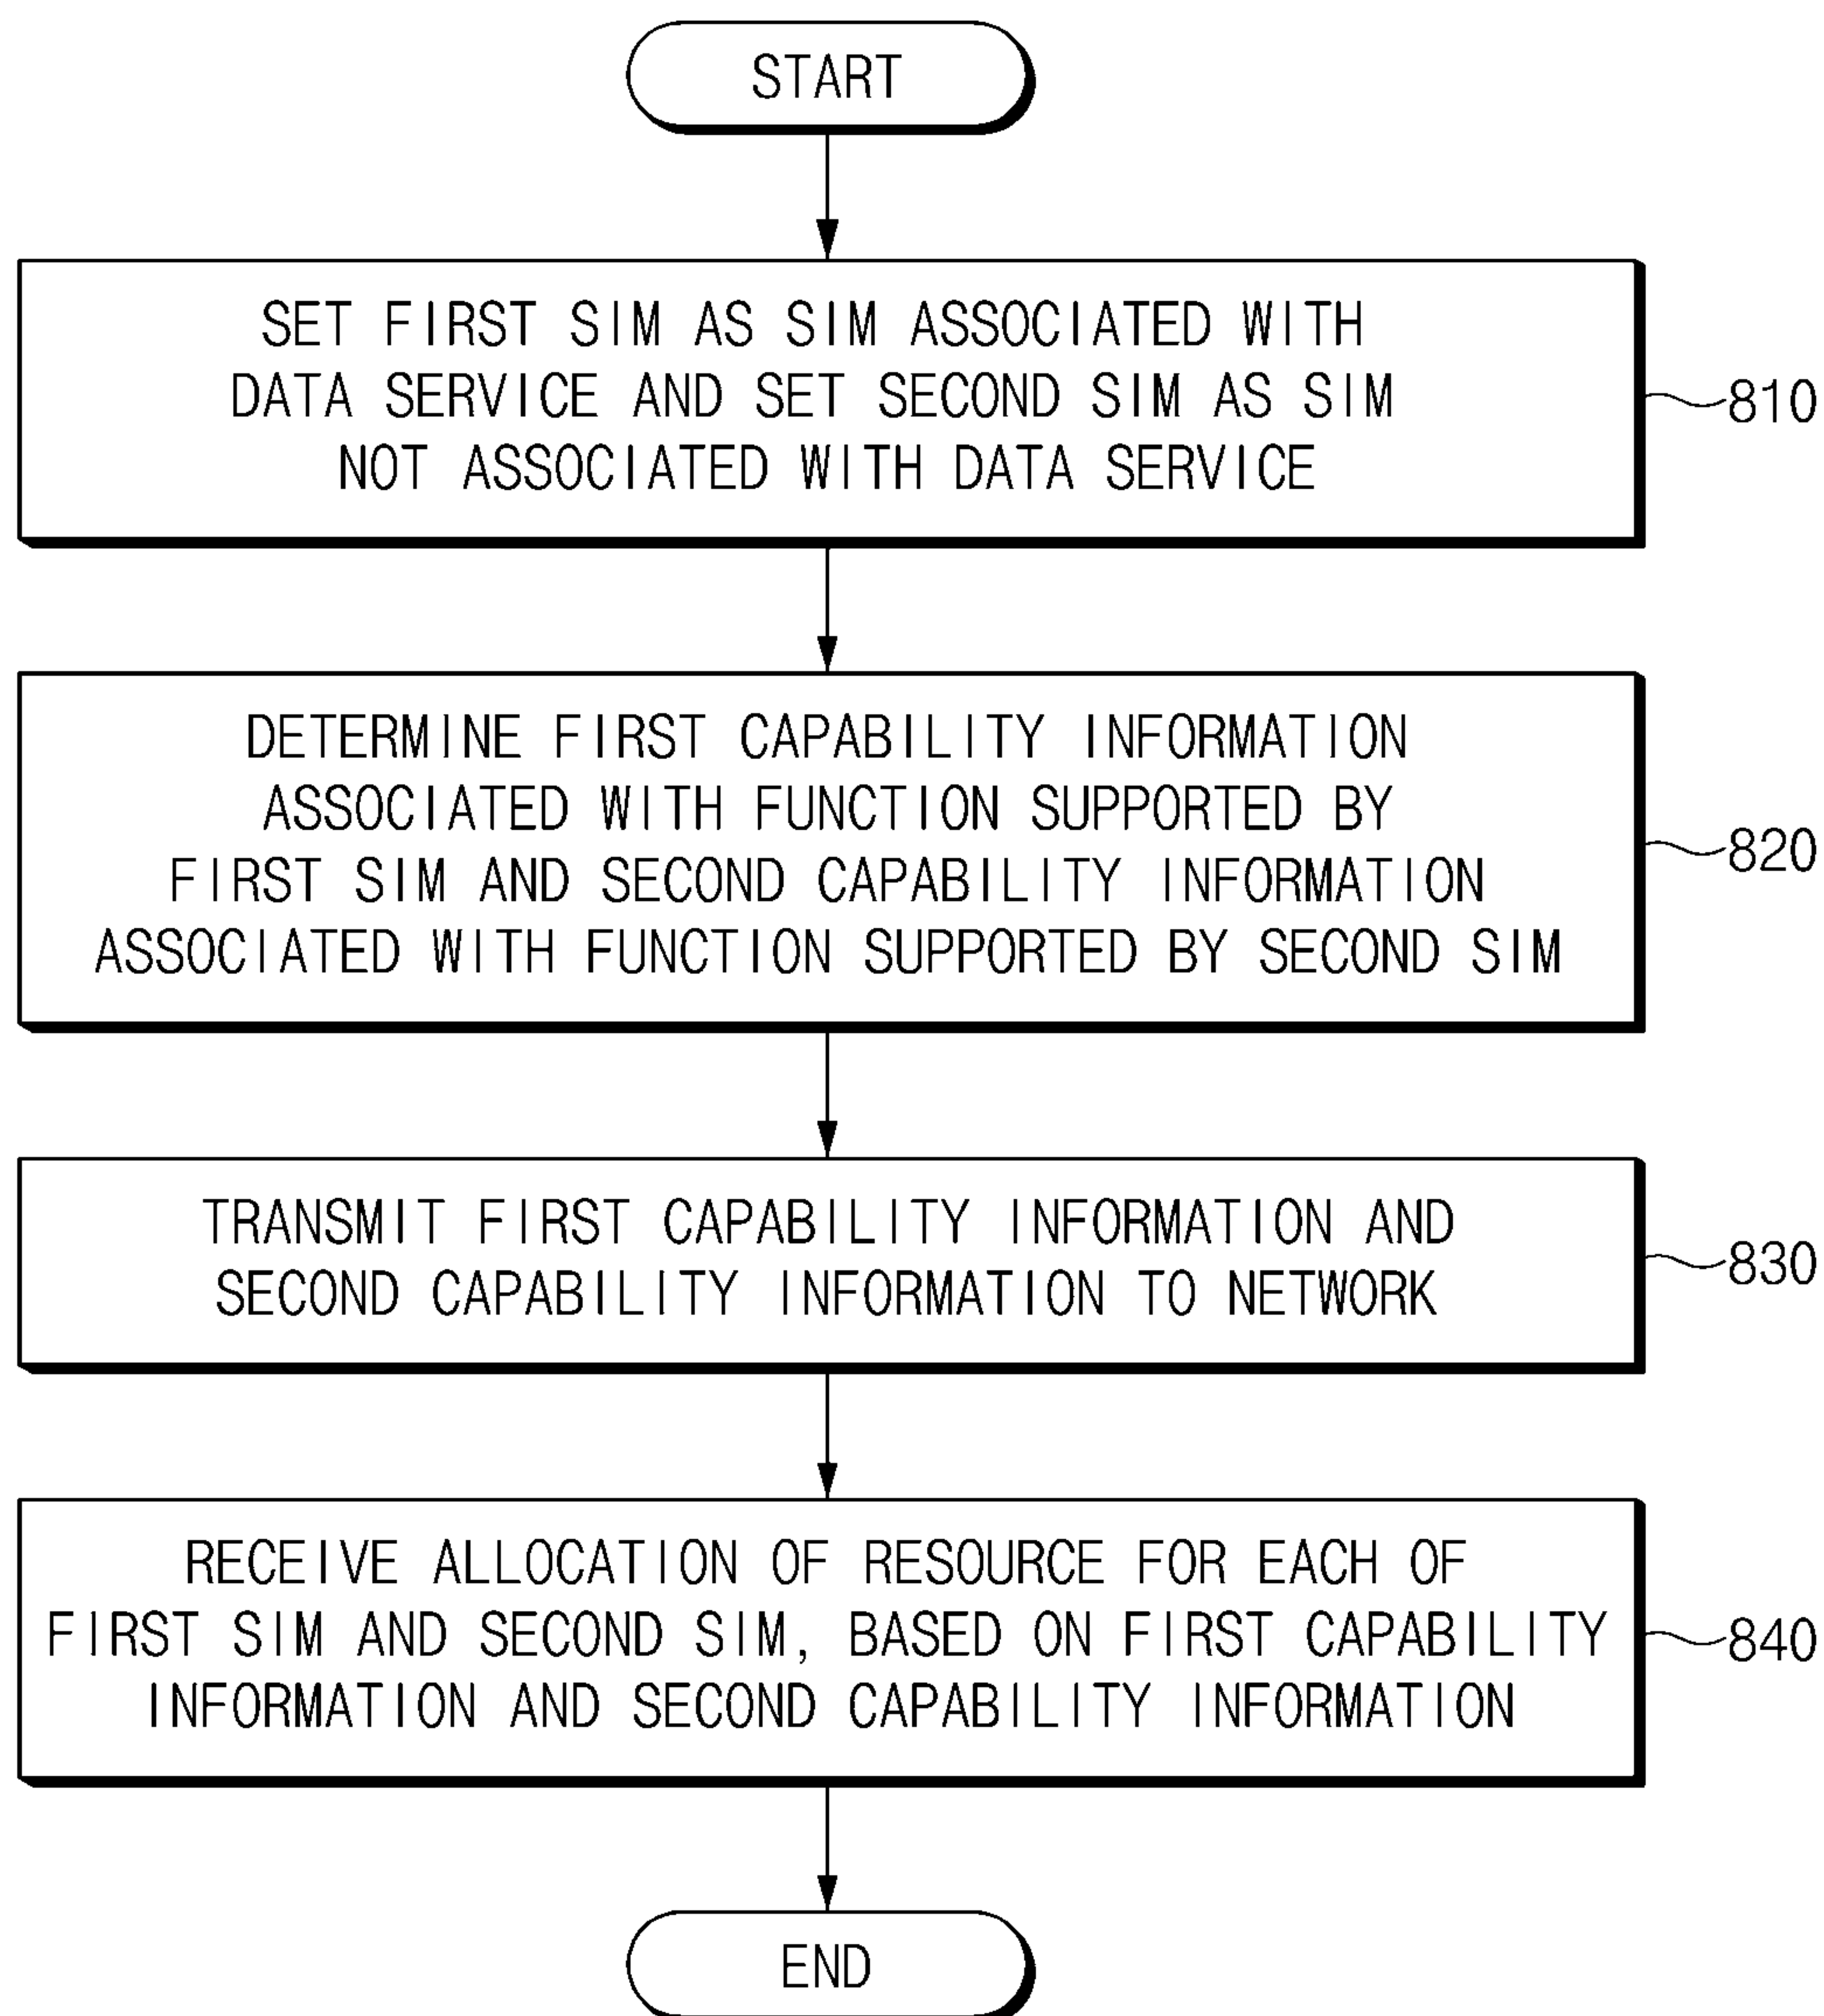 START
SET FIRST SIM AS SIM ASSOCIATED WITH
DATA SERVICE AND SET SECOND SIM AS SIM
NOT ASSOCIATED WITH DATA SERVICE
810
DETERMINE FIRST CAPABILITY INFORMATION
ASSOCIATED WITH FUNCTION SUPPORTED BY
FIRST SIM AND SECOND CAPABILITY INFORMATION
ASSOCIATED WITH FUNCTION SUPPORTED BY SECOND SIM
820
TRANSMIT FIRST CAPABILITY INFORMATION AND
SECOND CAPABILITY INFORMATION TO NETWORK
830
RECEIVE ALLOCATION OF RESOURCE FOR EACH OF
FIRST SIM AND SECOND SIM, BASED ON FIRST CAPABILITY
INFORMATION AND SECOND CAPABILITY INFORMATION
840
END